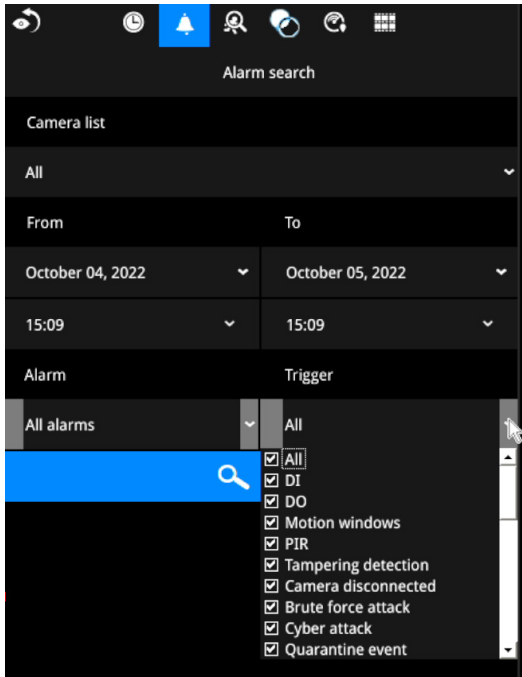 Alarm search
Camera list
All
From To
October 04, 2022 October 05, 2022
15:09 15:09
Alarm Trigger
All alarms All
All
DI
DO
Motion windows
PIR
Tampering detection
Camera disconnected
Brute force attack
Cyber attack
Quarantine event